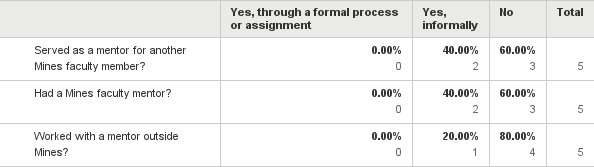 Yes, through a formal process or assignment Yes, informally No Total
Served as a mentor for another Mines faculty member? 0.00% 0 40.00% 2 60.00% 3 5
Had a Mines faculty mentor? 0.00% 0 40.00% 2 60.00% 3 5
Worked with a mentor outside Mines? 0.00% 0 20.00% 1 80.00% 4 5